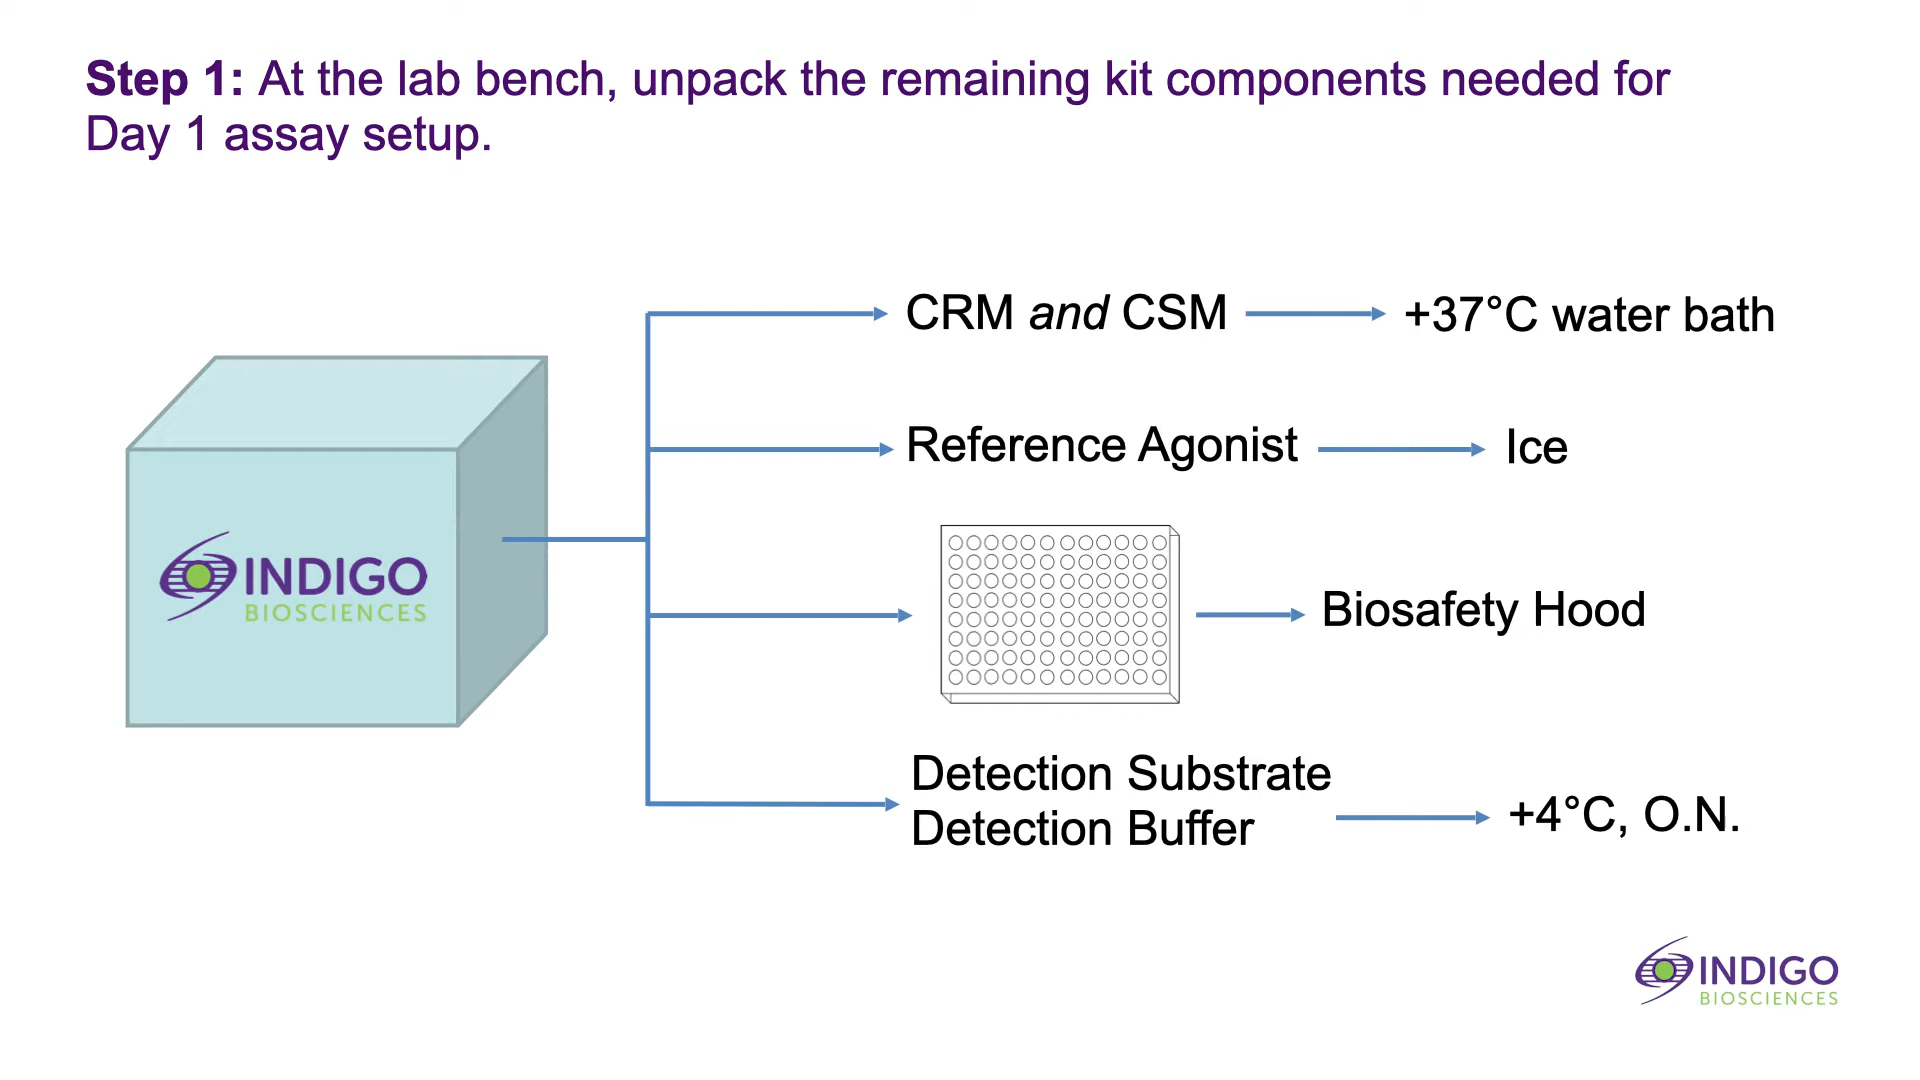 Step 1: At the lab bench, unpack the remaining kit components needed for
Day 1 assay setup.
CRM and CSM
+37°C water bath
Reference Agonist
Ice
INDIGO
BIOSCIENCES
Biosafety Hood
Detection Substrate
Detection Buffer
+4°C, O.N.
INDIGO
BIOSCIENCES